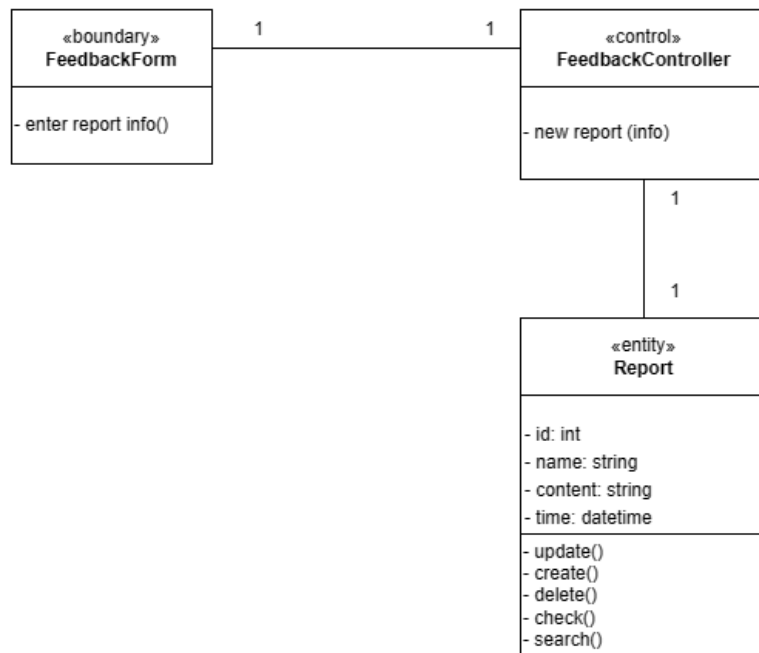 «boundary»
FeedbackForm
- enter report info()
1
1
«control»
FeedbackController
- new report (info)
1
1
«entity»
Report
- id: int
- name: string
- content: string
- time: datetime
- update()
- create()
- delete()
- check()
- search()